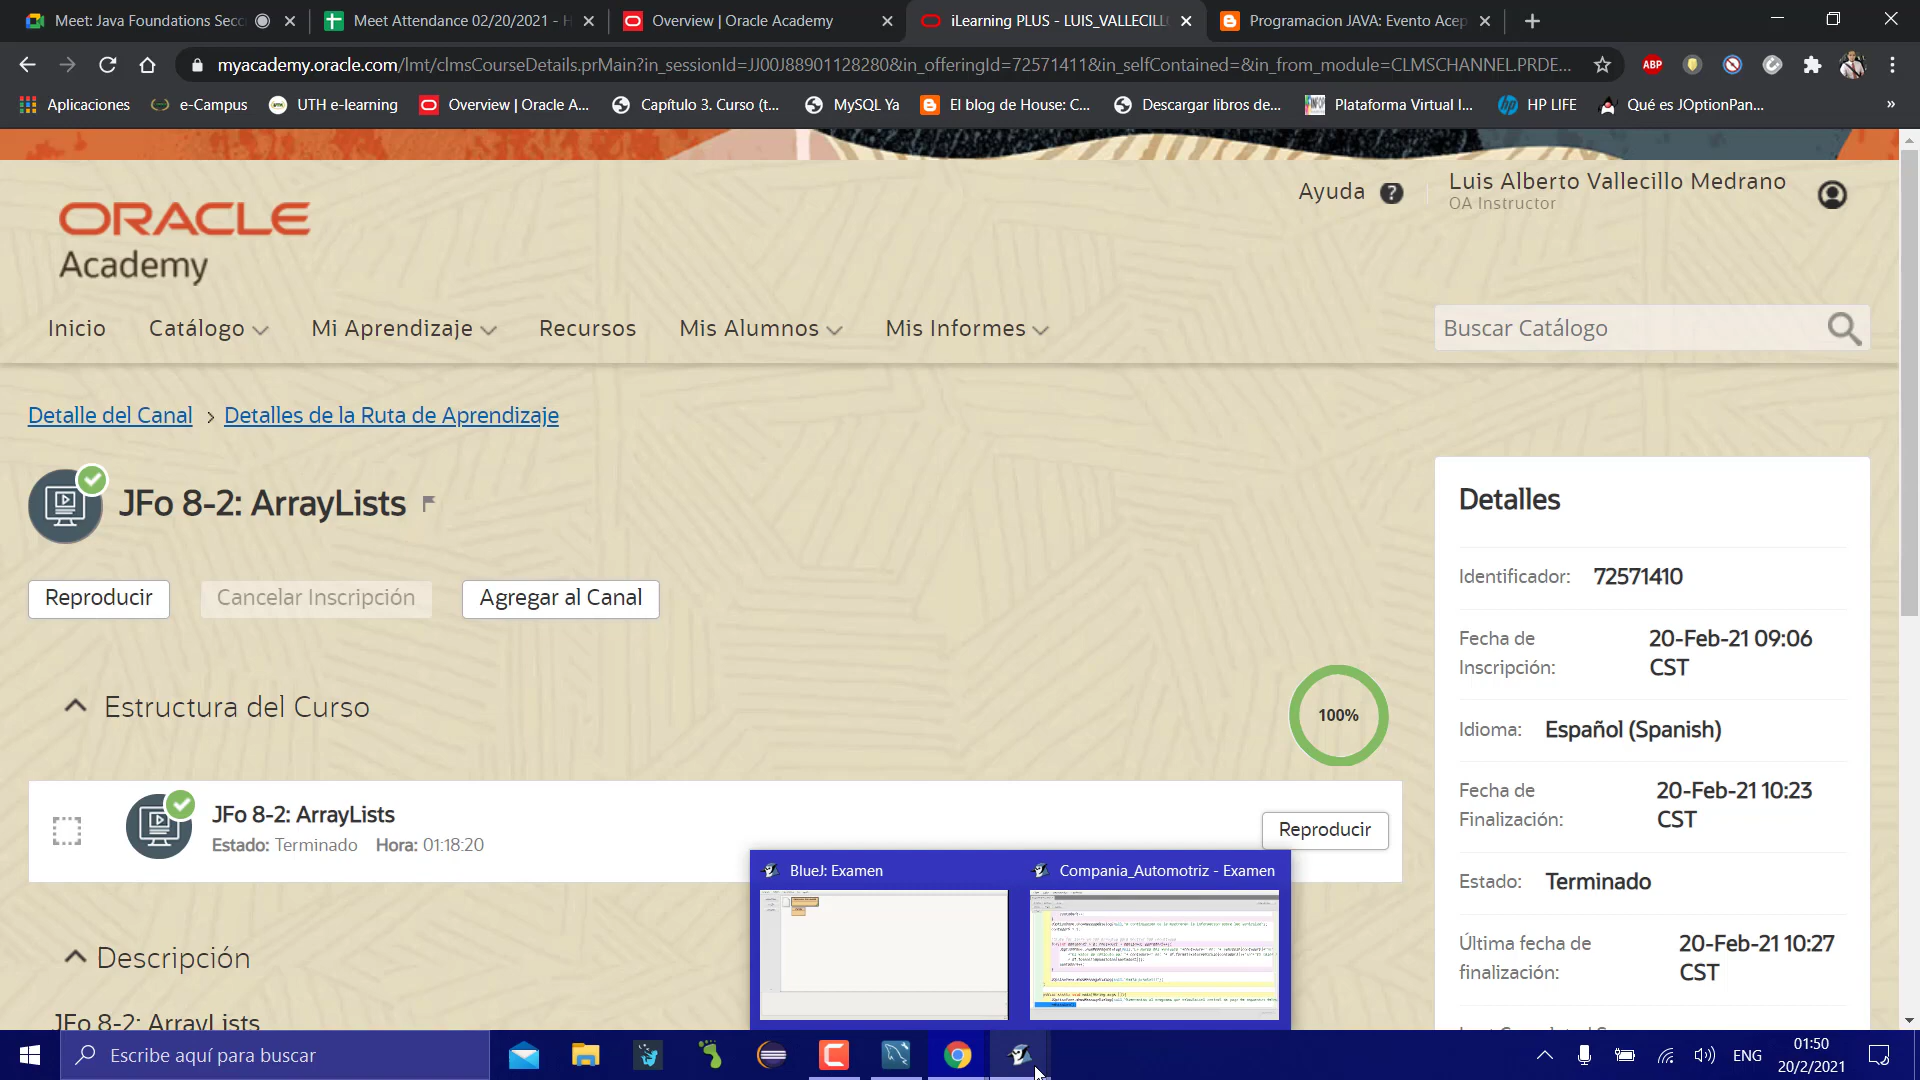 Meet: Java Foundations Secc
Meet Attendance 02/20/2021 - H
Overview | Oracle Academy
iLearning PLUS - LUIS_VALLECILL
Programacion JAVA: Evento Acep
myacademy.oracle.com/lmt/clmsCourseDetails.prMain?in_sessionId=JJ00J88901128280&in_offeringId=72571411&in_selfContained=&in_from_module=CLMSCHANNEL.PRDE...
ABP
Aplicaciones
e-Campus
UTH e-learning
Overview | Oracle A...
Capítulo 3. Curso (t...
MySQL Ya
El blog de House: C...
Descargar libros de...
Plataforma Virtual I...
HP LIFE
Qué es JOptionPan...
»
ORACLE
Academy
Ayuda ?
Luis Alberto Vallecillo Medrano
OA Instructor
Inicio
Catálogo
Mi Aprendizaje
Recursos
Mis Alumnos
Mis Informes
Buscar Catálogo
Detalle del Canal > Detalles de la Ruta de Aprendizaje
JFo 8-2: ArrayLists
Reproducir
Cancelar Inscripción
Agregar al Canal
Estructura del Curso
100%
JFo 8-2: ArrayLists
Estado: Terminado Hora: 01:18:20
Reproducir
Descripción
JFo 8-2: ArrayLists
Detalles
Identificador: 72571410
Fecha de Inscripción: 20-Feb-21 09:06 CST
Idioma: Español (Spanish)
Fecha de Finalización: 20-Feb-21 10:23 CST
Estado: Terminado
Última fecha de finalización: 20-Feb-21 10:27 CST
BlueJ: Examen
Compania_Automotriz - Examen
Escribe aquí para buscar
ENG
01:50
20/2/2021